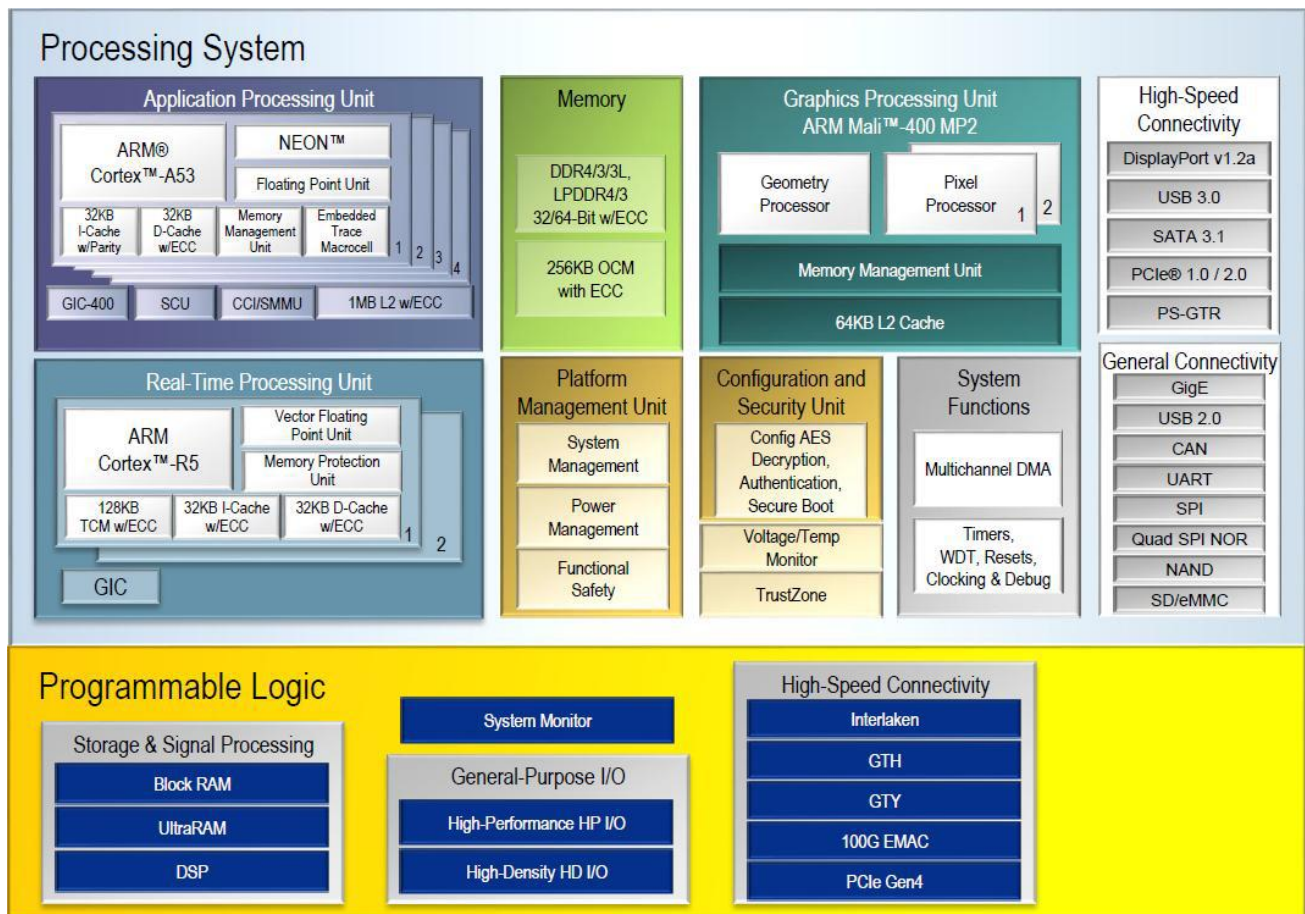 Processing System
Application Processing Unit
ARM®
Cortex™-A53
NEON™
Floating Point Unit
32KB
I-Cache
w/Parity
32KB
D-Cache
w/ECC
Memory
Management
Unit
Embedded
Trace
Macrocell
1
2
3
4
GIC-400
SCU
CCI/SMMU
1MB L2 w/ECC
Memory
DDR4/3/3L,
LPDDR4/3
32/64-Bit w/ECC
256KB OCM
with ECC
Graphics Processing Unit
ARM Mali™-400 MP2
Geometry
Processor
Pixel
Processor
1
2
Memory Management Unit
64KB L2 Cache
High-Speed
Connectivity
DisplayPort v1.2a
USB 3.0
SATA 3.1
PCIe® 1.0 / 2.0
PS-GTR
Real-Time Processing Unit
ARM
Cortex™-R5
Vector Floating
Point Unit
Memory Protection
Unit
128KB
TCM w/ECC
32KB I-Cache
w/ECC
32KB D-Cache
w/ECC
1
2
GIC
Platform
Management Unit
System
Management
Power
Management
Functional
Safety
Configuration and
Security Unit
Config AES
Decryption,
Authentication,
Secure Boot
Voltage/Temp
Monitor
TrustZone
System
Functions
Multichannel DMA
Timers,
WDT, Resets,
Clocking & Debug
General Connectivity
GigE
USB 2.0
CAN
UART
SPI
Quad SPI NOR
NAND
SD/eMMC
Programmable Logic
Storage & Signal Processing
Block RAM
UltraRAM
DSP
System Monitor
General-Purpose I/O
High-Performance HP I/O
High-Density HD I/O
High-Speed Connectivity
Interlaken
GTH
GTY
100G EMAC
PCIe Gen4